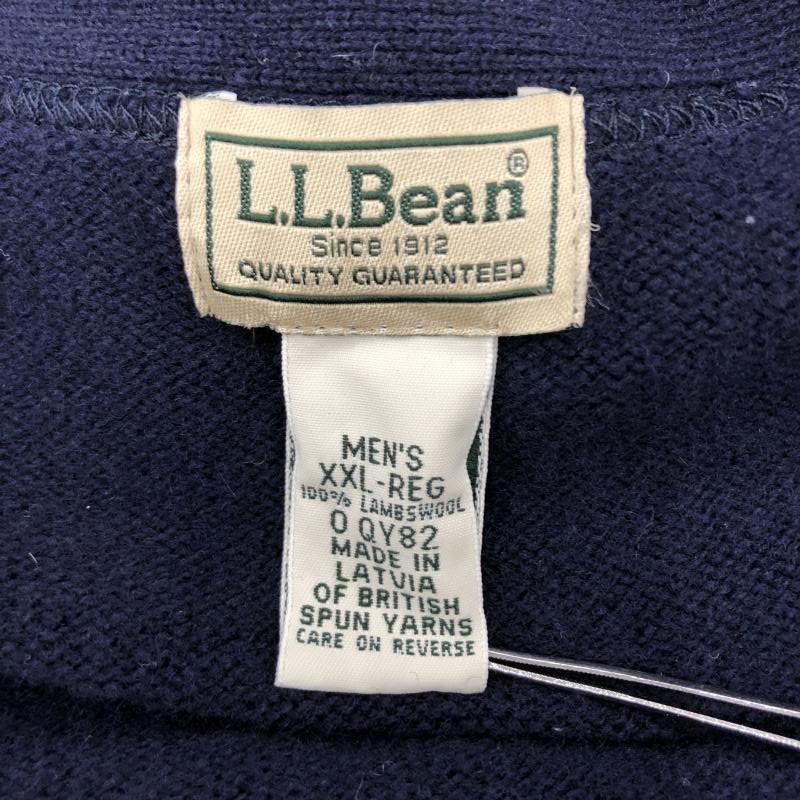 L.L.Bean®
Since 1912
QUALITY GUARANTEED
MEN'S
XXL-REG
100% LAMBSWOOL
0 QY82
MADE IN
LATVIA
OF BRITISH
SPUN YARNS
CARE ON REVERSE